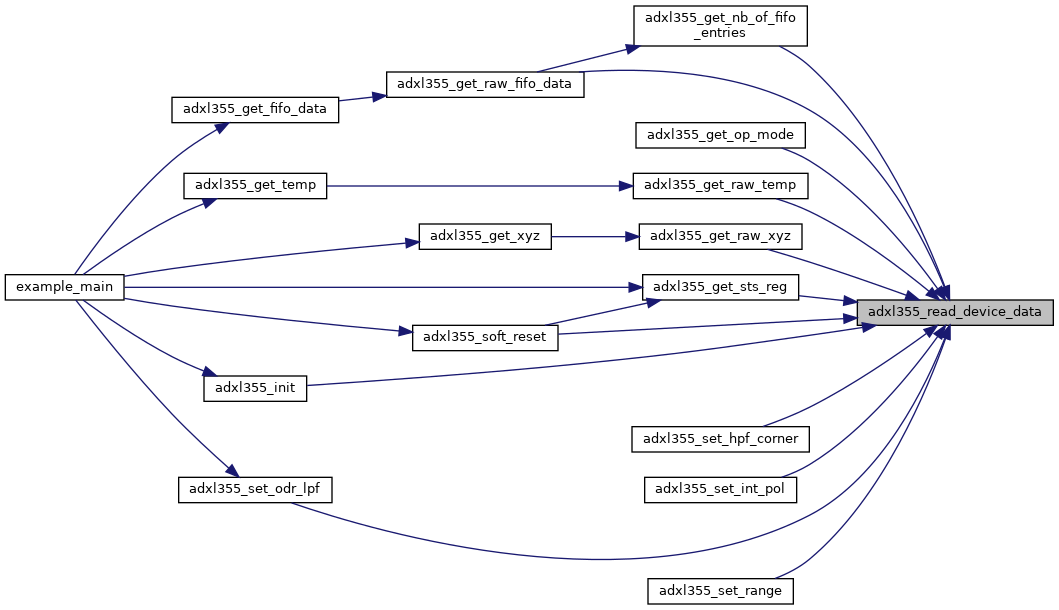 adxl355_get_nb_of_fifo
_entries
adxl355_get_raw_fifo_data
adxl355_get_fifo_data
adxl355_get_op_mode
adxl355_get_temp
adxl355_get_raw_temp
adxl355_get_xyz
adxl355_get_raw_xyz
example_main
adxl355_get_sts_reg
adxl355_read_device_data
adxl355_soft_reset
adxl355_init
adxl355_set_hpf_corner
adxl355_set_odr_lpf
adxl355_set_int_pol
adxl355_set_range